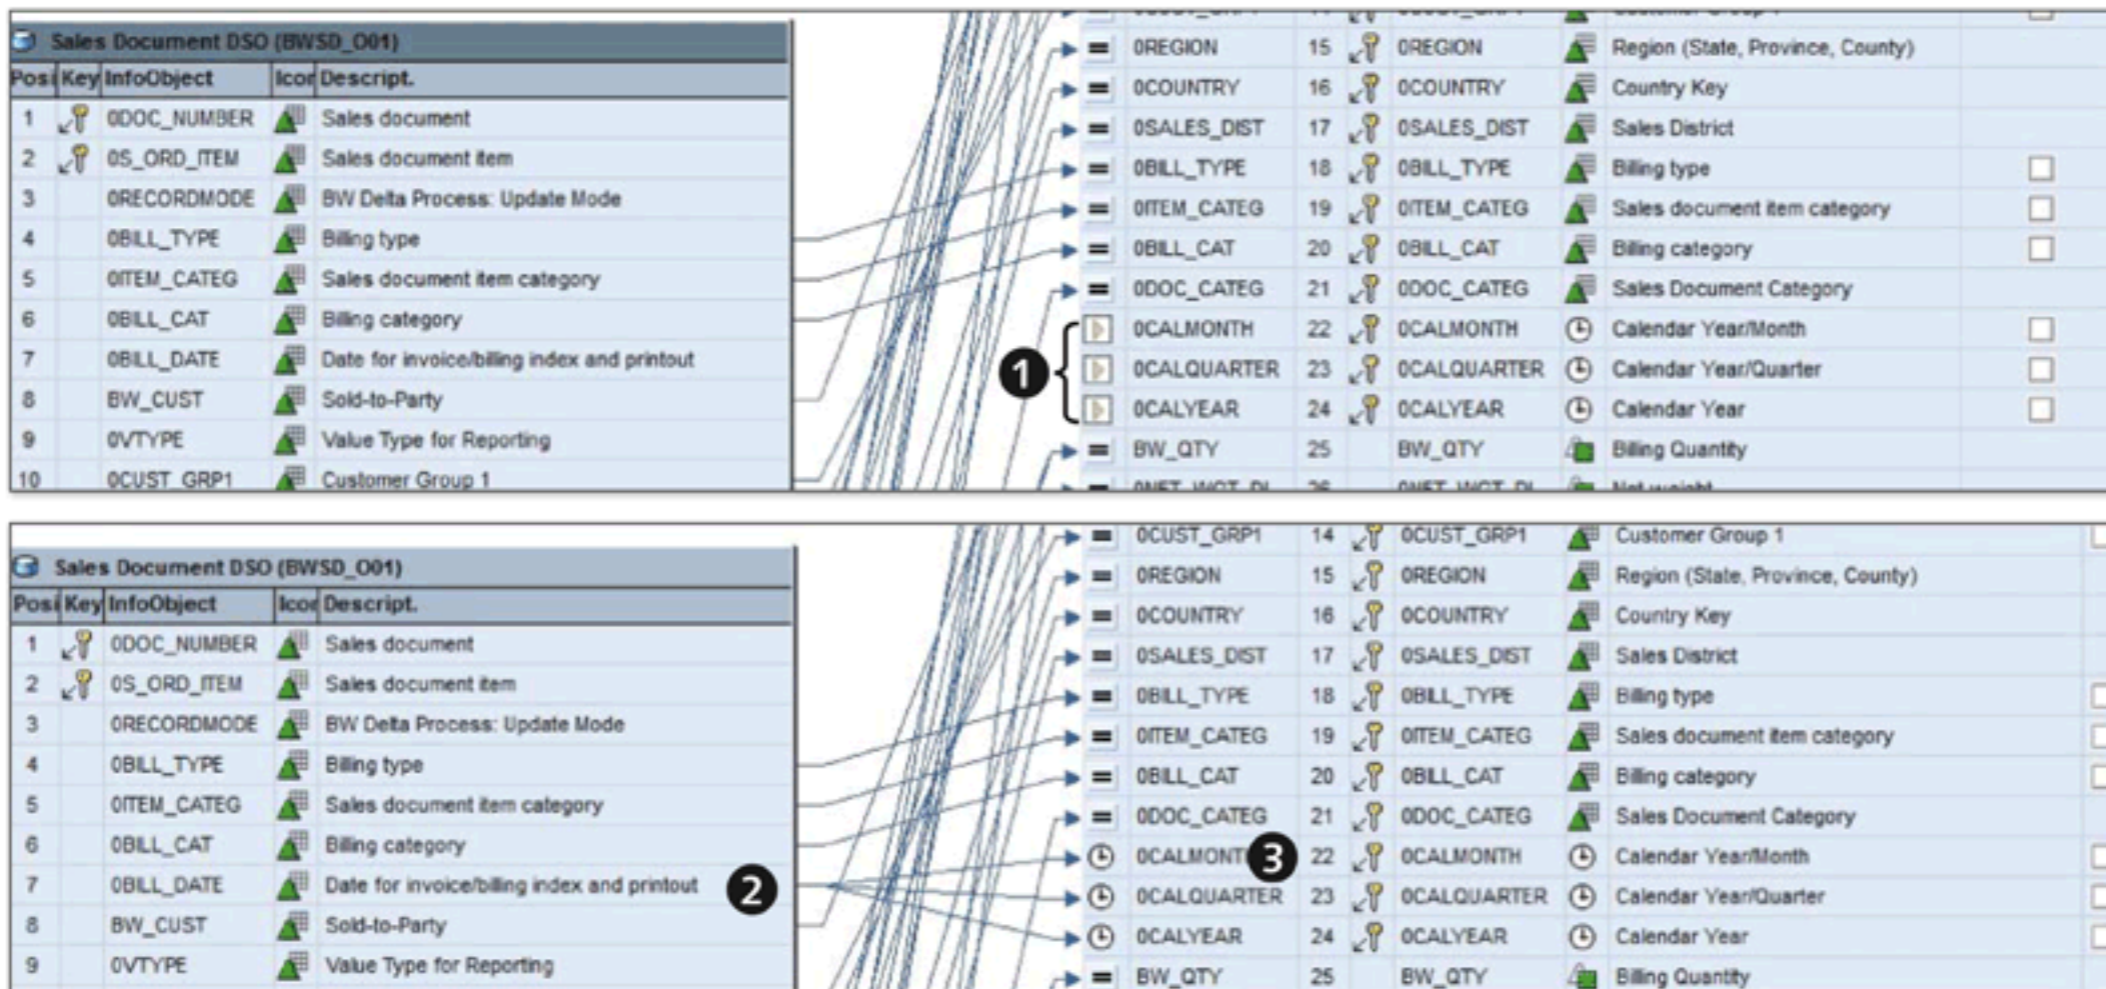 Sales Document DSO (BWSD_O01)
Posi Key InfoObject Icor Descript.
1 0DOC_NUMBER Sales document
2 0S_ORD_ITEM Sales document item
3 0RECORDMODE BW Delta Process: Update Mode
4 0BILL_TYPE Billing type
5 0ITEM_CATEG Sales document item category
6 0BILL_CAT Billing category
7 0BILL_DATE Date for invoice/billing index and printout
8 BW_CUST Sold-to-Party
9 0VTYPE Value Type for Reporting
10 0CUST_GRP1 Customer Group 1
0REGION 15 0REGION Region (State, Province, County)
0COUNTRY 16 0COUNTRY Country Key
0SALES_DIST 17 0SALES_DIST Sales District
0BILL_TYPE 18 0BILL_TYPE Billing type
0ITEM_CATEG 19 0ITEM_CATEG Sales document item category
0BILL_CAT 20 0BILL_CAT Billing category
0DOC_CATEG 21 0DOC_CATEG Sales Document Category
0CALMONTH 22 0CALMONTH Calendar Year/Month
1 0CALQUARTER 23 0CALQUARTER Calendar Year/Quarter
0CALYEAR 24 0CALYEAR Calendar Year
BW_QTY 25 BW_QTY Billing Quantity
Sales Document DSO (BWSD_O01)
Posi Key InfoObject Icor Descript.
1 0DOC_NUMBER Sales document
2 0S_ORD_ITEM Sales document item
3 0RECORDMODE BW Delta Process: Update Mode
4 0BILL_TYPE Billing type
5 0ITEM_CATEG Sales document item category
6 0BILL_CAT Billing category
7 0BILL_DATE Date for invoice/billing index and printout 2
8 BW_CUST Sold-to-Party
9 0VTYPE Value Type for Reporting
0CUST_GRP1 14 0CUST_GRP1 Customer Group 1
0REGION 15 0REGION Region (State, Province, County)
0COUNTRY 16 0COUNTRY Country Key
0SALES_DIST 17 0SALES_DIST Sales District
0BILL_TYPE 18 0BILL_TYPE Billing type
0ITEM_CATEG 19 0ITEM_CATEG Sales document item category
0BILL_CAT 20 0BILL_CAT Billing category
0DOC_CATEG 21 0DOC_CATEG Sales Document Category
0CALMONT 3 22 0CALMONTH Calendar Year/Month
0CALQUARTER 23 0CALQUARTER Calendar Year/Quarter
0CALYEAR 24 0CALYEAR Calendar Year
BW_QTY 25 BW_QTY Billing Quantity